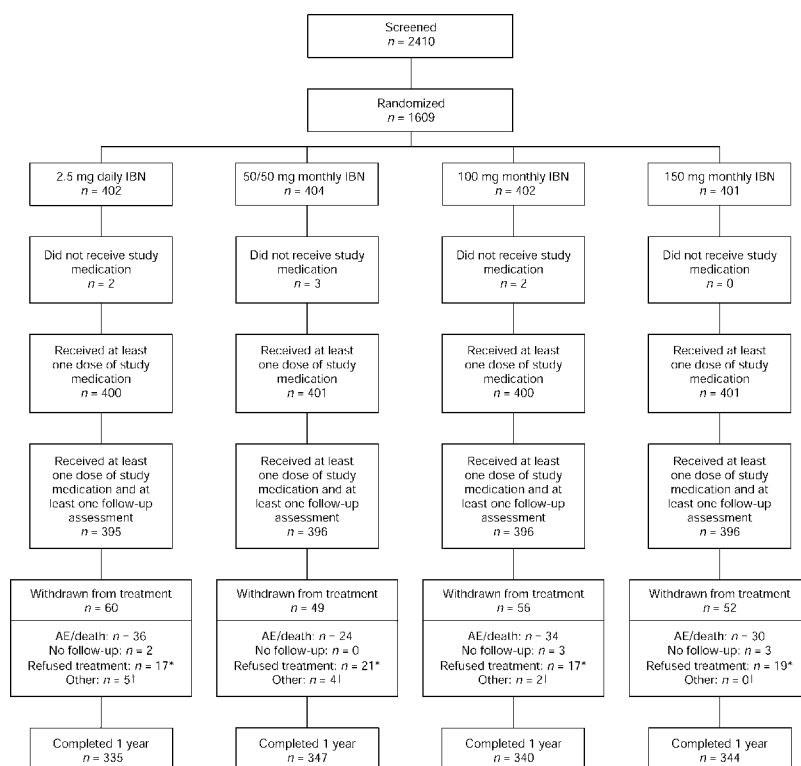 Screened
n = 2410
Randomized
n = 1609
2.5 mg daily IBN
n = 402
50/50 mg monthly IBN
n = 404
100 mg monthly IBN
n = 402
150 mg monthly IBN
n = 401
Did not receive study
medication
n = 2
Did not receive study
medication
n = 3
Did not receive study
medication
n = 2
Did not receive study
medication
n = 0
Received at least
one dose of study
medication
n = 400
Received at least
one dose of study
medication
n = 401
Received at least
one dose of study
medication
n = 400
Received at least
one dose of study
medication
n = 401
Received at least
one dose of study
medication and at
least one follow-up
assessment
n = 395
Received at least
one dose of study
medication and at
least one follow-up
assessment
n = 396
Received at least
one dose of study
medication and at
least one follow-up
assessment
n = 396
Received at least
one dose of study
medication and at
least one follow-up
assessment
n = 396
Withdrawn from treatment
n = 60
AE/death: n = 36
No follow-up: n = 2
Refused treatment: n = 17*
Other: n = 5†
Withdrawn from treatment
n = 49
AE/death: n = 24
No follow-up: n = 0
Refused treatment: n = 21*
Other: n = 4†
Withdrawn from treatment
n = 56
AE/death: n = 34
No follow-up: n = 3
Refused treatment: n = 17*
Other: n = 2†
Withdrawn from treatment
n = 52
AE/death: n = 30
No follow-up: n = 3
Refused treatment: n = 19*
Other: n = 0†
Completed 1 year
n = 335
Completed 1 year
n = 347
Completed 1 year
n = 340
Completed 1 year
n = 344